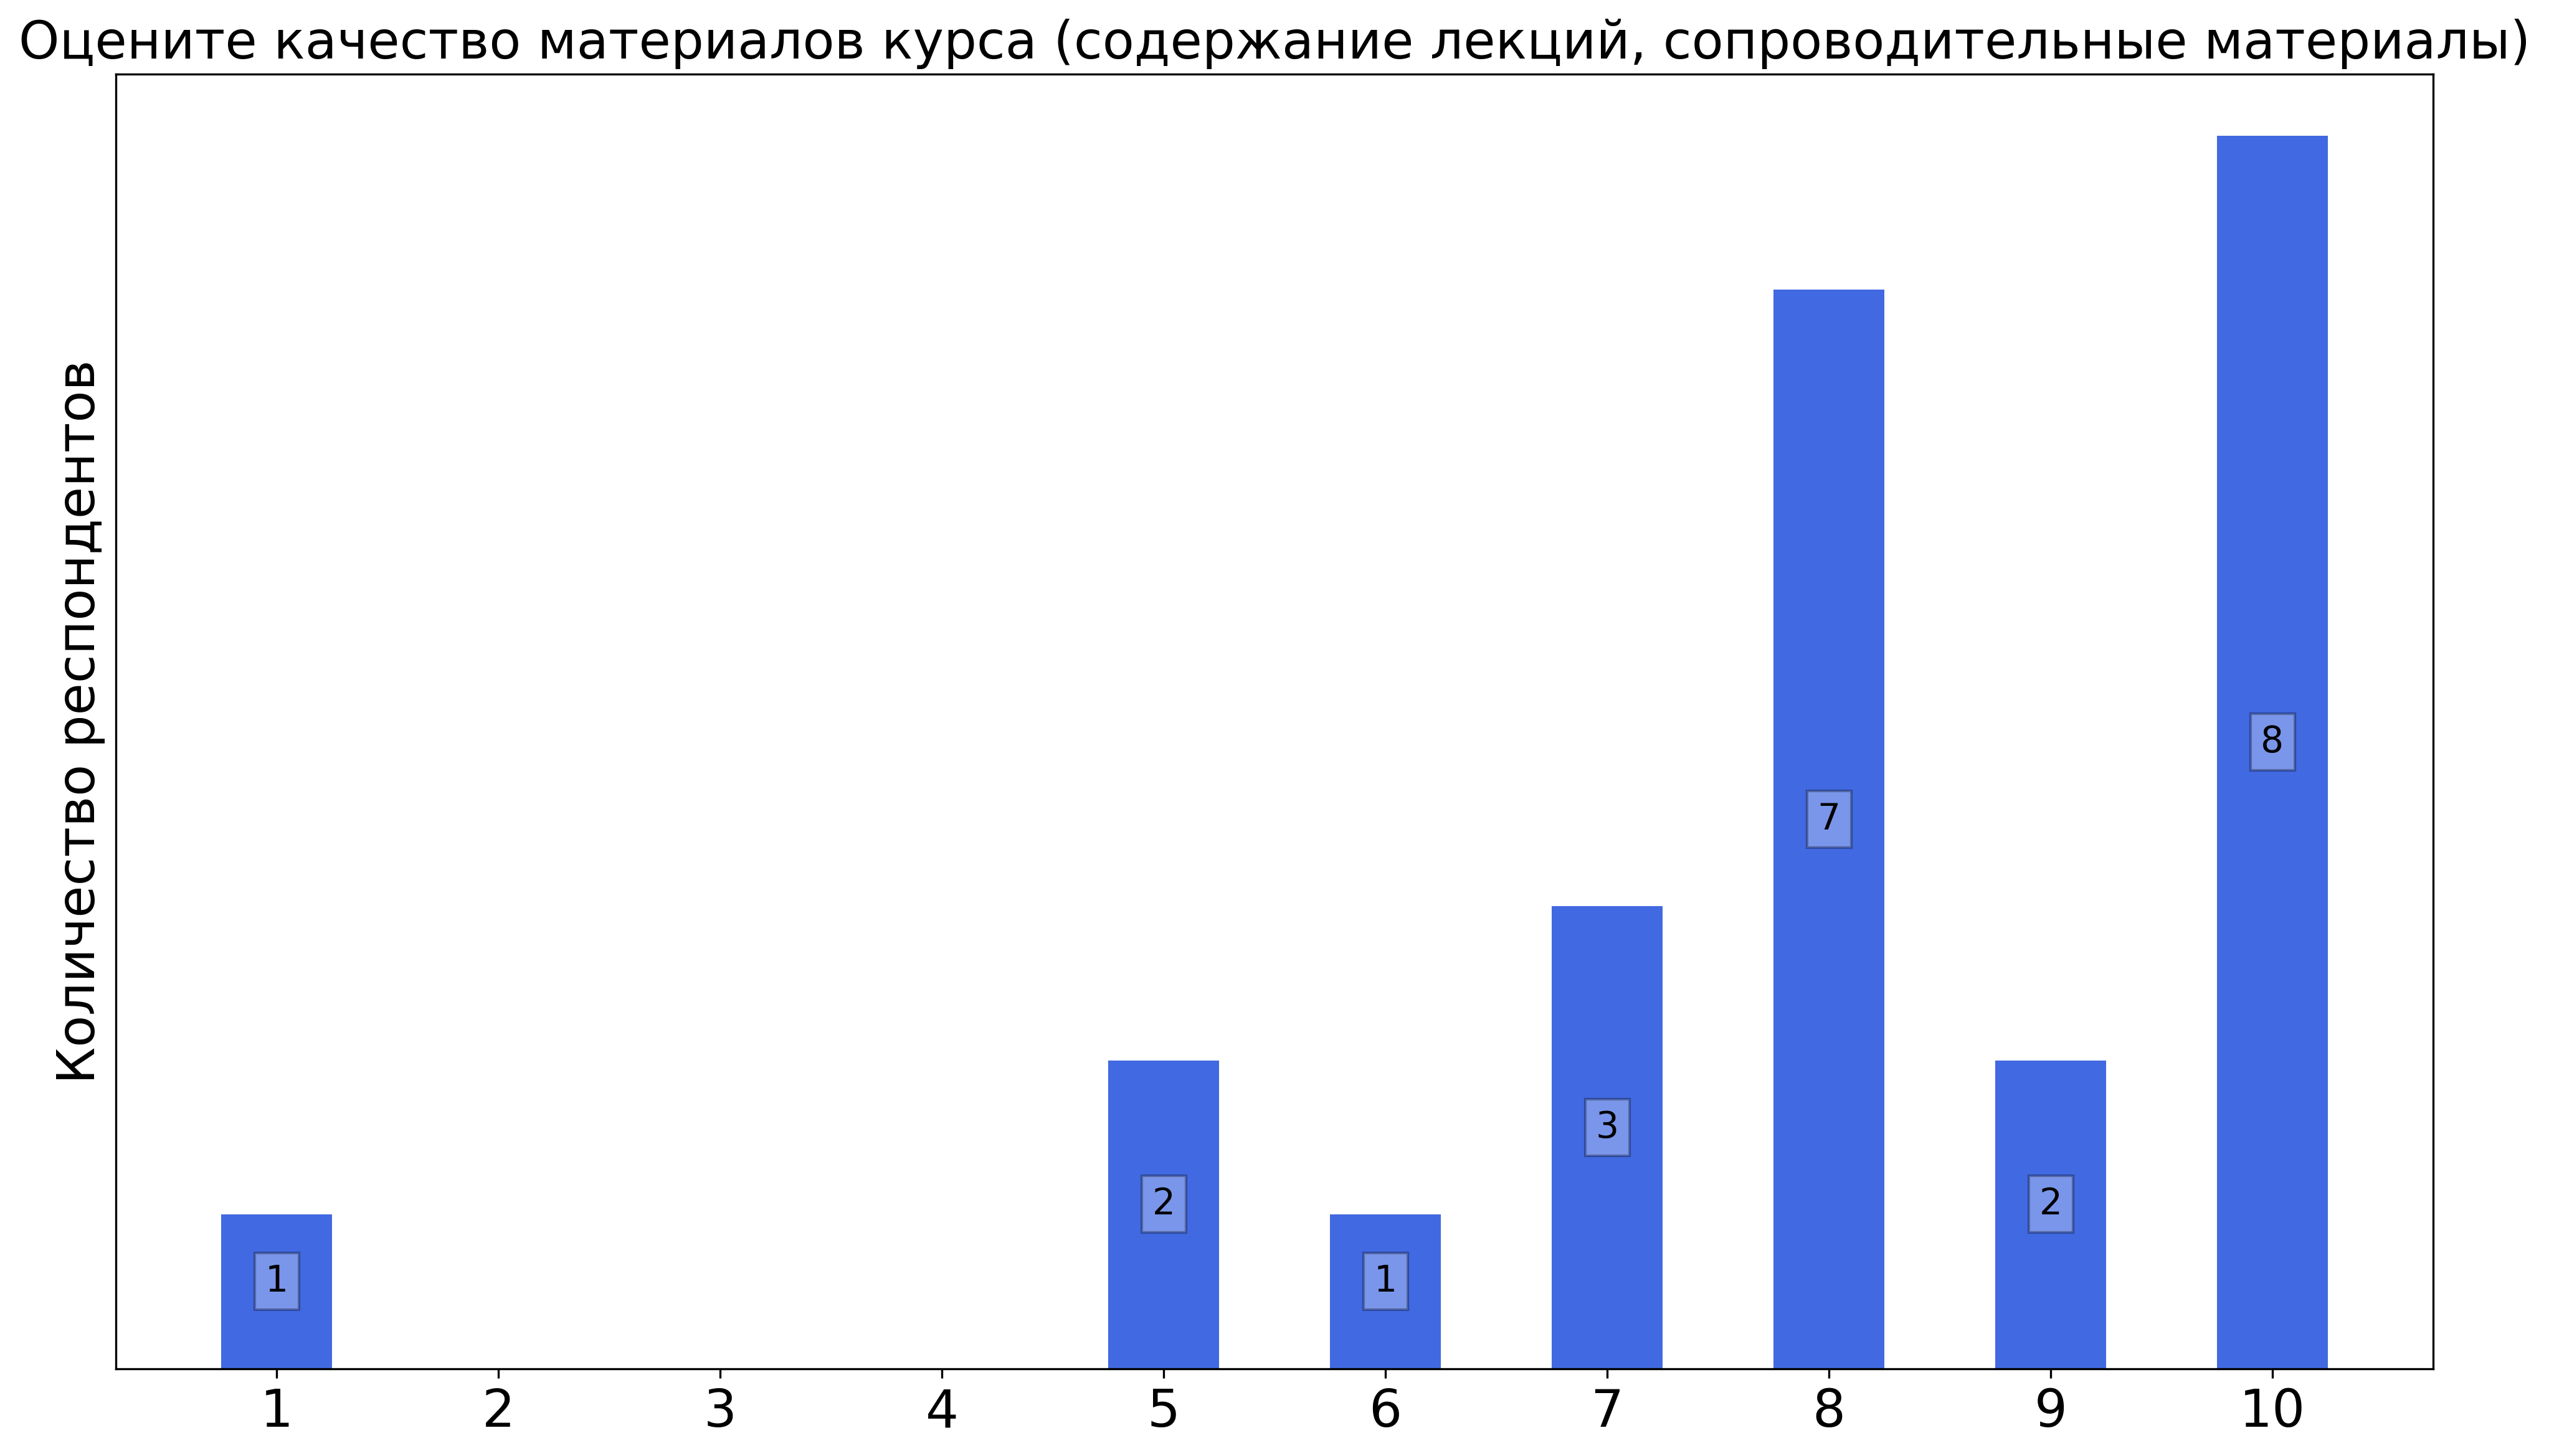 Оцените качество материалов курса (содержание лекций, сопроводительные материалы)
Количество респондентов
1
2
1
3
7
2
8
1 2 3 4 5 6 7 8 9 10